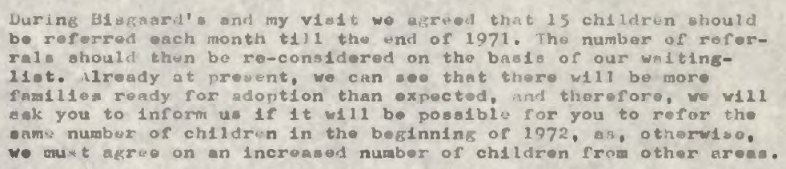 During Bisgaard's and my visit we agreed that 15 children should
be referred each month till the end of 1971. The number of refer-
rals should then be re-considered on the basis of our waiting-
list. Already at present, we can see that there will be more
families ready for adoption than expected, and therefore, we will
ask you to inform us if it will be possible for you to refer the
same number of children in the beginning of 1972, as, otherwise,
we must agree on an increased number of children from other areas.